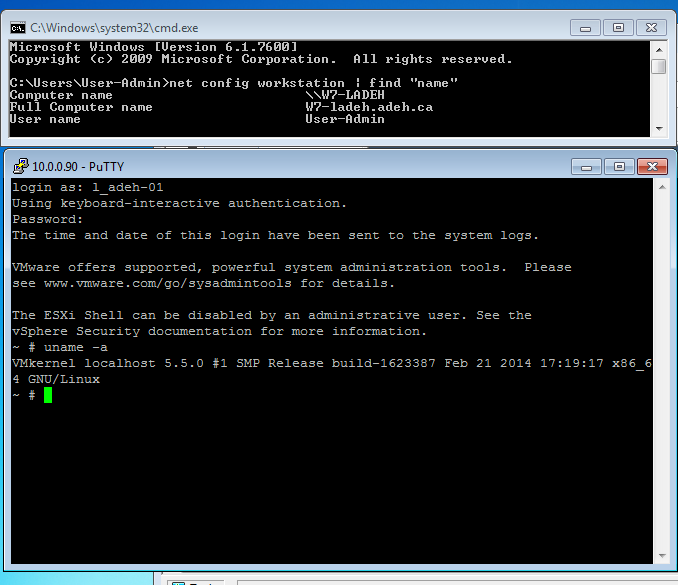 C:\Windows\system32\cmd.exe
Microsoft Windows [Version 6.1.7600]
Copyright (c) 2009 Microsoft Corporation.  All rights reserved.
C:\Users\User-Admin>net config workstation | find "name"
Computer name                        \\W7-LADEH
Full Computer name                   W7-ladeh.adeh.ca
User name                            User-Admin
10.0.0.90 - PuTTY
login as: l_adeh-01
Using keyboard-interactive authentication.
Password:
The time and date of this login have been sent to the system logs.
VMware offers supported, powerful system administration tools.  Please
see www.vmware.com/go/sysadmintools for details.
The ESXi Shell can be disabled by an administrative user. See the
vSphere Security documentation for more information.
~ # uname -a
VMkernel localhost 5.5.0 #1 SMP Release build-1623387 Feb 21 2014 17:19:17 x86_6
4 GNU/Linux
~ #